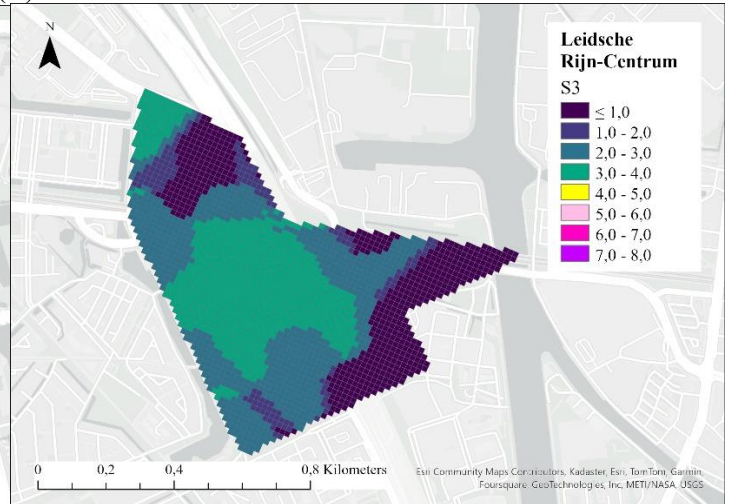 N
Leidsche
Rijn-Centrum
S3
≤ 1,0
1,0 - 2,0
2,0 - 3,0
3,0 - 4,0
4,0 - 5,0
5,0 - 6,0
6,0 - 7,0
7,0 - 8,0
0 0,2 0,4 0,8 Kilometers
Esri Community Maps Contributors, Kadaster, Esri, TomTom, Garmin,
Foursquare, GeoTechnologies, Inc, METI/NASA, USGS